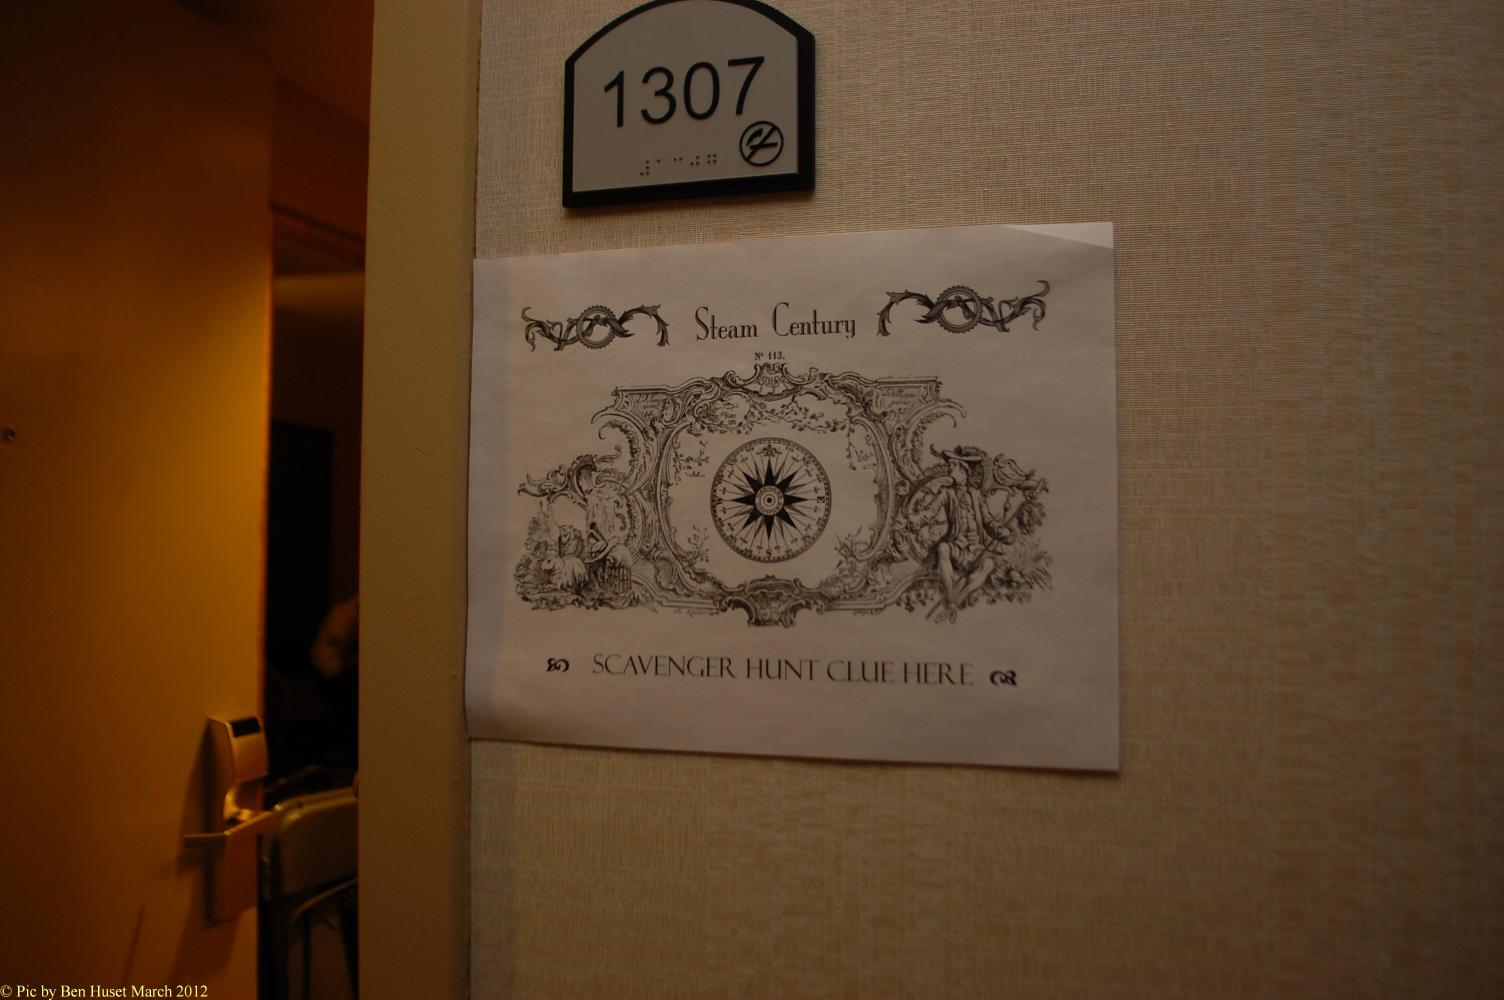 1307
Steam Century
Nº 113.
SCAVENGER HUNT CLUE HERE
© Pic by Ben Huset March 2012